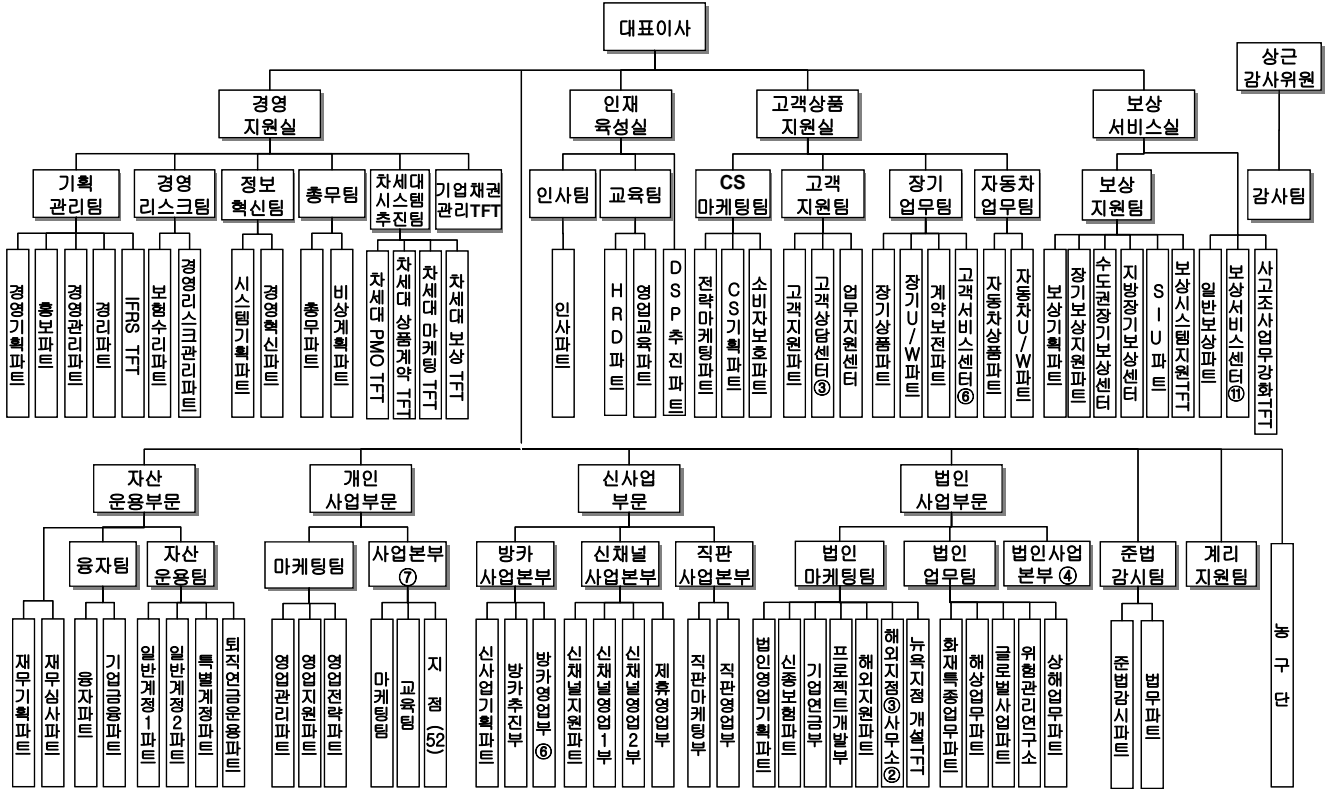 대표이사
상근
감사위원
경영
지원실
인재
육성실
고객상품
지원실
보상
서비스실
기획
관리팀
경영
리스크팀
정보
혁신팀
총무팀
차세대
시스템
추진팀
기업채권
관리TFT
인사팀
교육팀
CS
마케팅팀
고객
지원팀
장기
업무팀
자동차
업무팀
보상
지원팀
감사팀
경영기획파트
홍보파트
경영관리파트
경리파트
IFRS TFT
보험수리파트
경영리스크관리파트
시스템기획파트
경영혁신파트
총무파트
비상계획파트
차세대 PMO TFT
차세대 상품계약 TFT
차세대 마케팅 TFT
차세대 보상 TFT
인사파트
HRD파트
영업교육파트
DSP추진파트
전략마케팅파트
CS기획파트
소비자보호파트
고객지원파트
고객상담센터③
업무지원센터
장기상품파트
장기U/W파트
계약보전파트
고객서비스센터⑥
자동차상품파트
자동차U/W파트
보상기획파트
장기보상지원파트
수도권장기보상센터
지방장기보상센터
SIU파트
보상시스템지원TFT
일반보상파트
보상서비스센터⑪
사고조사업무강화TFT
자산
운용부문
개인
사업부문
신사업
부문
법인
사업부문
융자팀
자산
운용팀
마케팅팀
사업본부
⑦
방카
사업본부
신채널
사업본부
직판
사업본부
법인
마케팅팀
법인
업무팀
법인사업
본부 ④
준법
감시팀
계리
지원팀
농구단
재무기획파트
재무심사파트
융자파트
기업금융파트
일반계정1파트
일반계정2파트
특별계정파트
퇴직연금운용파트
영업관리파트
영업지원파트
영업전략파트
마케팅팀
교육팀
지점(52)
신사업기획파트
방카추진부
방카영업부⑥
신채널지원파트
신채널영업1부
신채널영업2부
제휴영업부
직판마케팅부
직판영업부
법인영업기획파트
신종보험파트
기업연금부
프로젝트개발부
해외지원파트
해외지점③사무소②
뉴욕지점 개설TFT
화재특종업무파트
해상업무파트
글로벌사업파트
위험관리연구소
상해업무파트
준법감시파트
법무파트